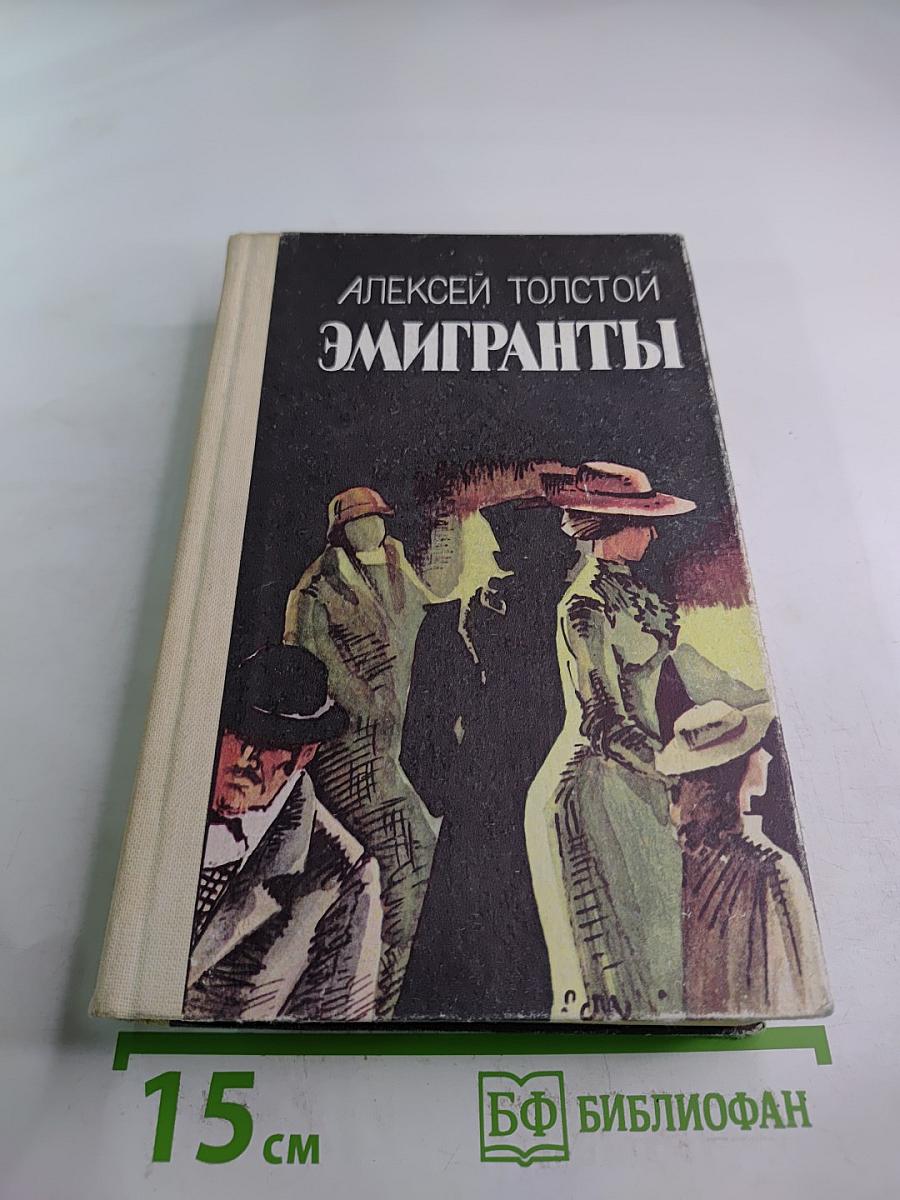 АЛЕКСЕЙ ТОЛСТОЙ
ЭМИГРАНТЫ
15 см
БФ БИБЛИОФАН